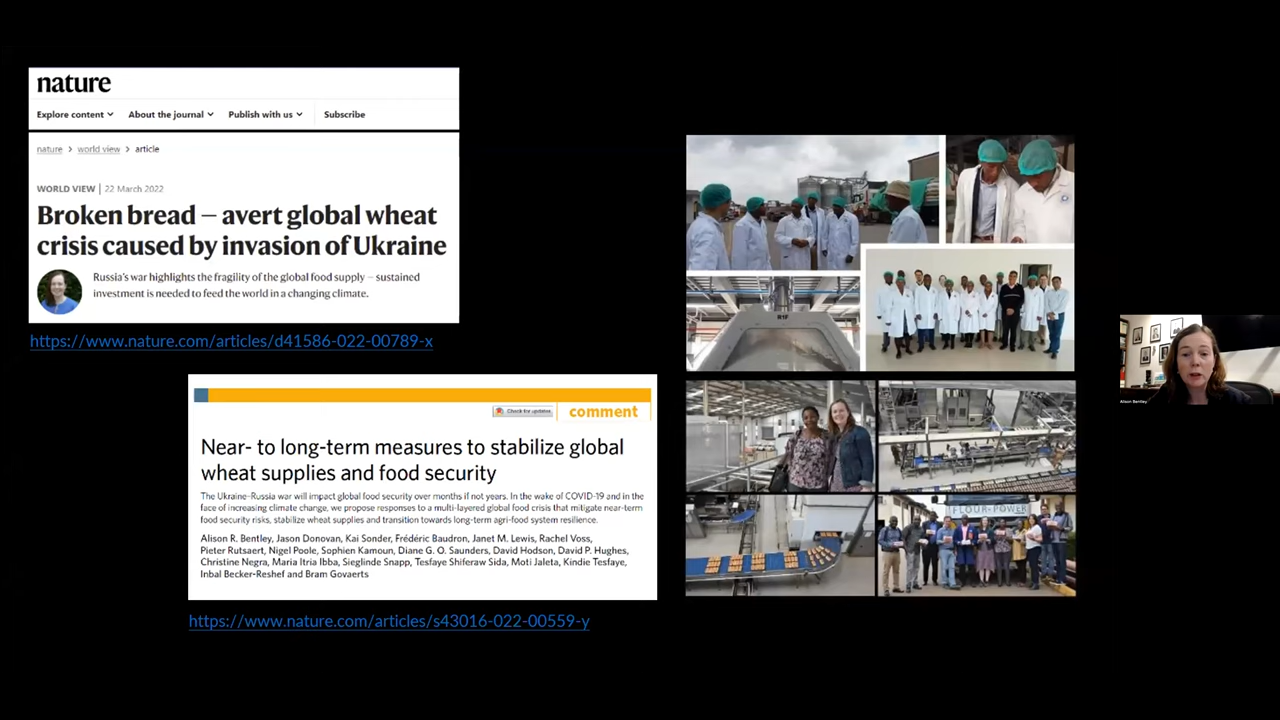 nature
Explore content
About the journal
Publish with us
Subscribe
nature > world view > article
WORLD VIEW | 22 March 2022
Broken bread – avert global wheat
crisis caused by invasion of Ukraine
Russia's war highlights the fragility of the global food supply – sustained
investment is needed to feed the world in a changing climate.
https://www.nature.com/articles/d41586-022-00789-x
Check for updates
comment
Near- to long-term measures to stabilize global
wheat supplies and food security
The Ukraine–Russia war will impact global food security over months if not years. In the wake of COVID-19 and in the
face of increasing climate change, we propose responses to a multi-layered global food crisis that mitigate near-term
food security risks, stabilize wheat supplies and transition towards long-term agri-food system resilience.
Alison R. Bentley, Jason Donovan, Kai Sonder, Frédéric Baudron, Janet M. Lewis, Rachel Voss,
Pieter Rutsaert, Nigel Poole, Sophien Kamoun, Diane G. O. Saunders, David Hodson, David P. Hughes,
Christine Negra, Maria Itria Ibba, Sieglinde Snapp, Tesfaye Shiferaw Sida, Moti Jaleta, Kindie Tesfaye,
Inbal Becker-Reshef and Bram Govaerts
https://www.nature.com/articles/s43016-022-00559-y
R1F
FLOUR-POWER
Alison Bentley